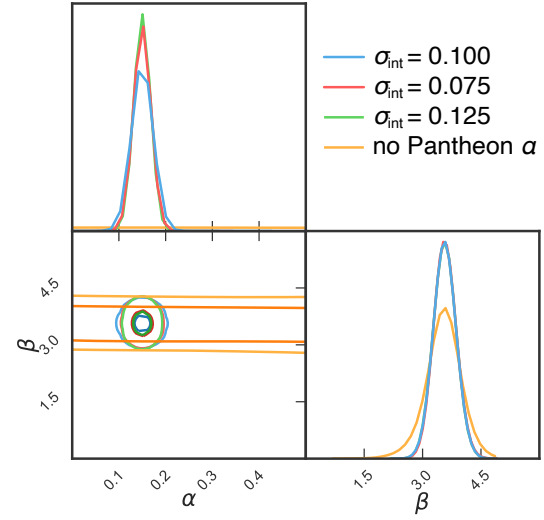 σint = 0.100
σint = 0.075
σint = 0.125
no Pantheon α
4.5
3.0
1.5
β
0.1
0.2
0.3
0.4
α
1.5
3.0
4.5
β